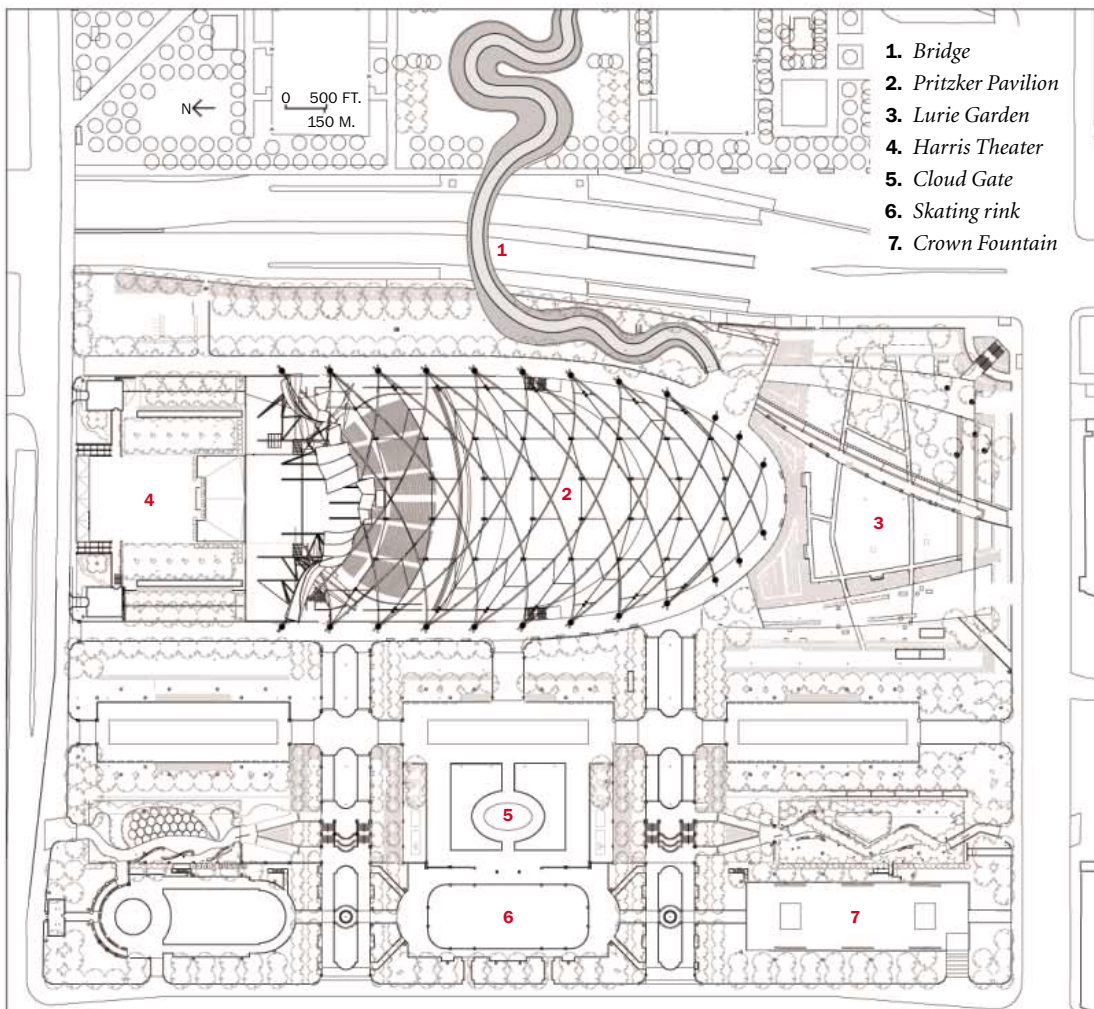 1. Bridge
2. Pritzker Pavilion
3. Lurie Garden
4. Harris Theater
5. Cloud Gate
6. Skating rink
7. Crown Fountain
N
0 500 FT.
150 M.
1
2
3
4
5
6
7